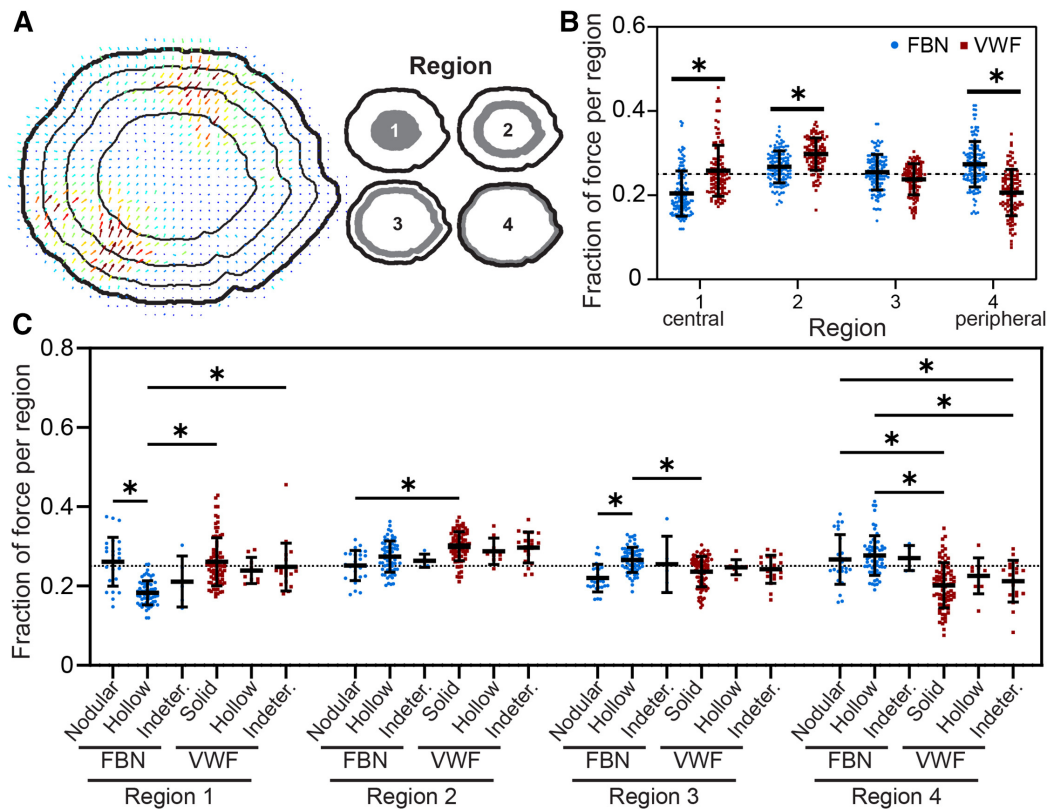 A
Region
1
2
3
4
B
Fraction of force per region
0.6
0.4
0.2
0
FBN VWF
*
*
*
1 2 3 4
central peripheral
Region
C
Fraction of force per region
0.8
0.6
0.4
0.2
0
*
*
*
*
*
*
*
*
*
*
Nodular Hollow Indeter. Solid Hollow Indeter. Nodular Hollow Indeter. Solid Hollow Indeter. Nodular Hollow Indeter. Solid Hollow Indeter. Nodular Hollow Indeter. Solid Hollow Indeter.
FBN VWF FBN VWF FBN VWF FBN VWF
Region 1 Region 2 Region 3 Region 4